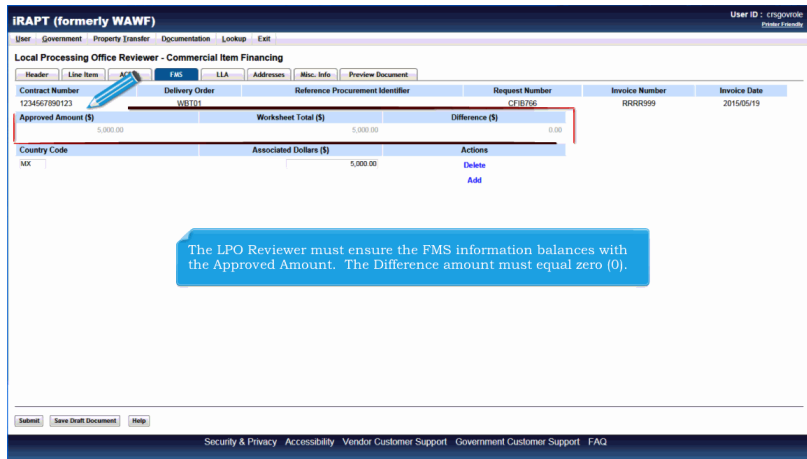 iRAPT (formerly WAWF)
User ID : crsgovrole
Printer Friendly
User Government Property Transfer Documentation Lookup Exit
Local Processing Office Reviewer - Commercial Item Financing
Header Line Item FMS LLA Addresses Misc. Info Preview Document
Contract Number Delivery Order Reference Procurement Identifier Request Number Invoice Number Invoice Date
1234567890123 WBT01 CFIB766 RRRR999 2015/05/19
Approved Amount ($) Worksheet Total ($) Difference ($)
5,000.00 5,000.00 0.00
Country Code Associated Dollars ($) Actions
MX 5,000.00 Delete
Add
The LPO Reviewer must ensure the FMS information balances with
the Approved Amount. The Difference amount must equal zero (0).
Submit Save Draft Document Help
Security & Privacy Accessibility Vendor Customer Support Government Customer Support FAQ